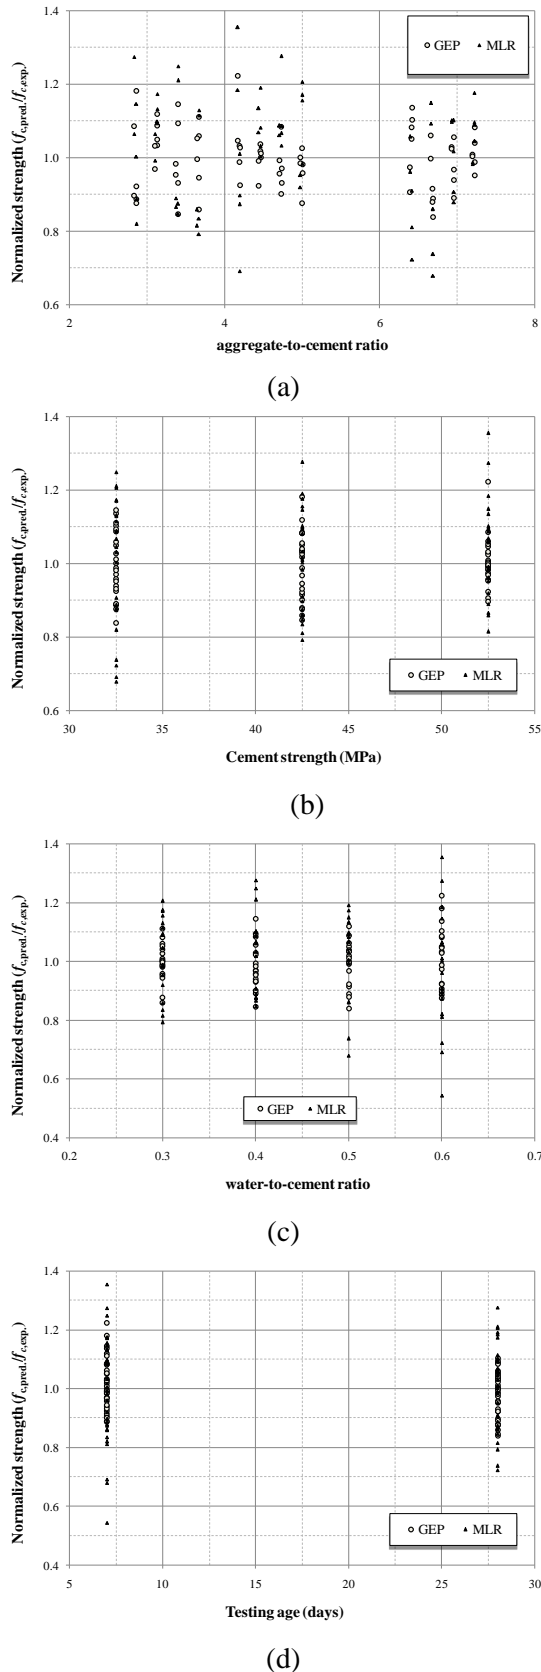 1.4
1.2
1.0
0.8
0.6
Normalized strength (fc,pred./fc,exp.)
GEP MLR
2 4 6 8
aggregate-to-cement ratio
(a)
1.4
1.2
1.0
0.8
0.6
Normalized strength (fc,pred./fc,exp.)
GEP MLR
30 35 40 45 50 55
Cement strength (MPa)
(b)
1.4
1.2
1.0
0.8
0.6
0.4
Normalized strength (fc,pred./fc,exp.)
GEP MLR
0.2 0.3 0.4 0.5 0.6 0.7
water-to-cement ratio
(c)
1.4
1.2
1.0
0.8
0.6
0.4
Normalized strength (fc,pred./fc,exp.)
GEP MLR
5 10 15 20 25 30
Testing age (days)
(d)